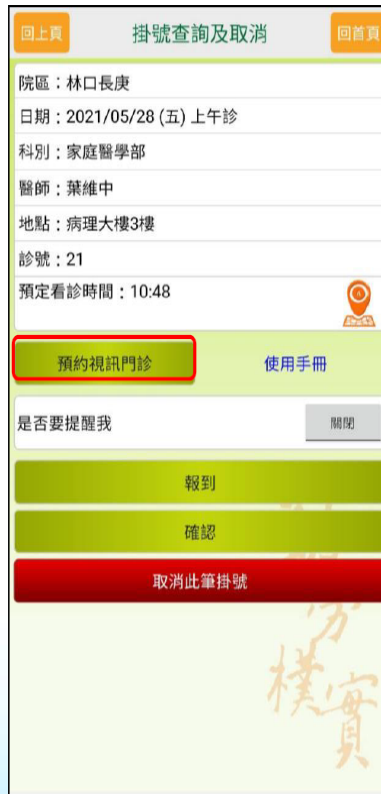 回上頁 掛號查詢及取消 回首頁
院區：林口長庚
日期：2021/05/28 (五) 上午診
科別：家庭醫學部
醫師：葉維中
地點：病理大樓3樓
診號：21
預定看診時間：10:48
預約視訊門診 使用手冊
是否要提醒我 關閉
報到
確認
取消此筆掛號
勞
樸實